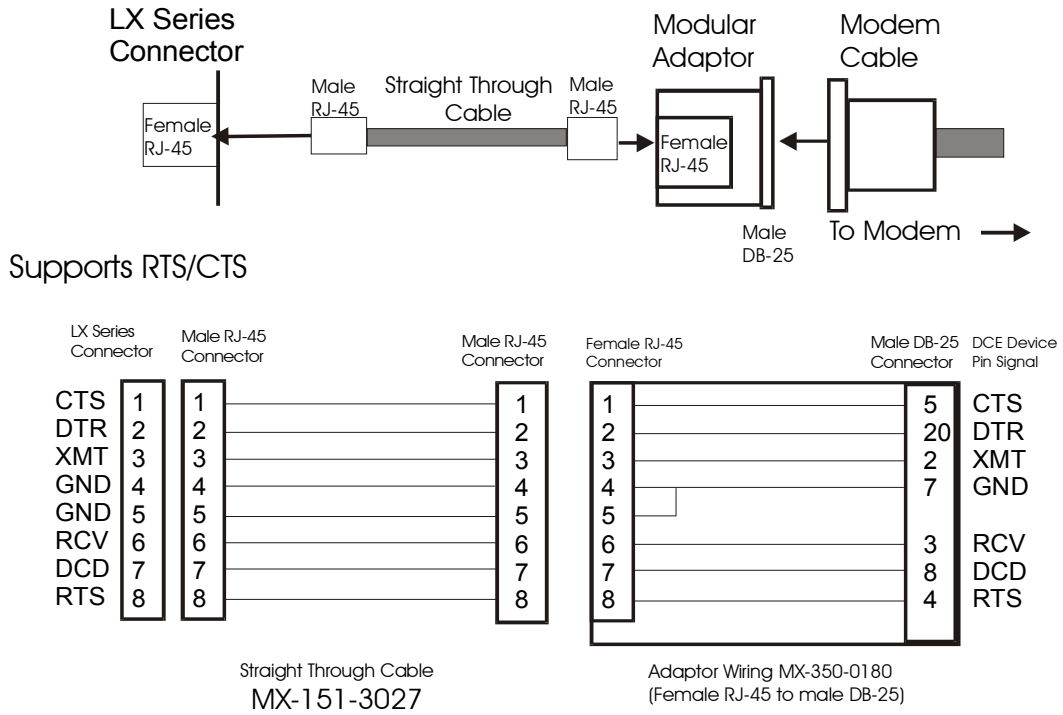 LX Series
Connector
Modular
Adaptor
Modem
Cable
Female
RJ-45
Male
RJ-45
Straight Through
Cable
Male
RJ-45
Female
RJ-45
Male
DB-25
To Modem
Supports RTS/CTS
LX Series
Connector
Male RJ-45
Connector
Male RJ-45
Connector
Female RJ-45
Connector
Male DB-25
Connector
DCE Device
Pin Signal
CTS 1 1 1 1 5 CTS
DTR 2 2 2 2 20 DTR
XMT 3 3 3 3 2 XMT
GND 4 4 4 4 7 GND
GND 5 5 5 5
RCV 6 6 6 6 3 RCV
DCD 7 7 7 7 8 DCD
RTS 8 8 8 8 4 RTS
Straight Through Cable
MX-151-3027
Adaptor Wiring MX-350-0180
(Female RJ-45 to male DB-25)